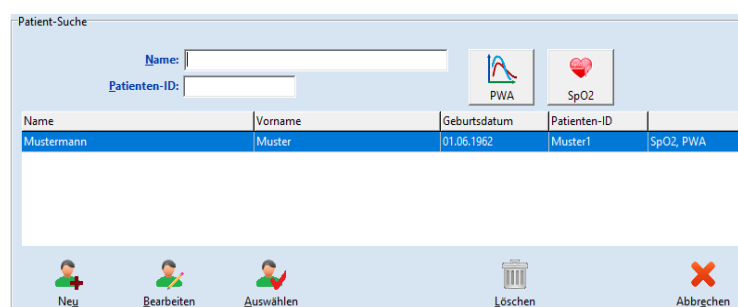 Patient-Suche
Name:
Patienten-ID:
PWA SpO2
Name Vorname Geburtsdatum Patienten-ID
Mustermann Muster 01.06.1962 Muster1 SpO2, PWA
Neu Bearbeiten Auswählen Löschen Abbrechen